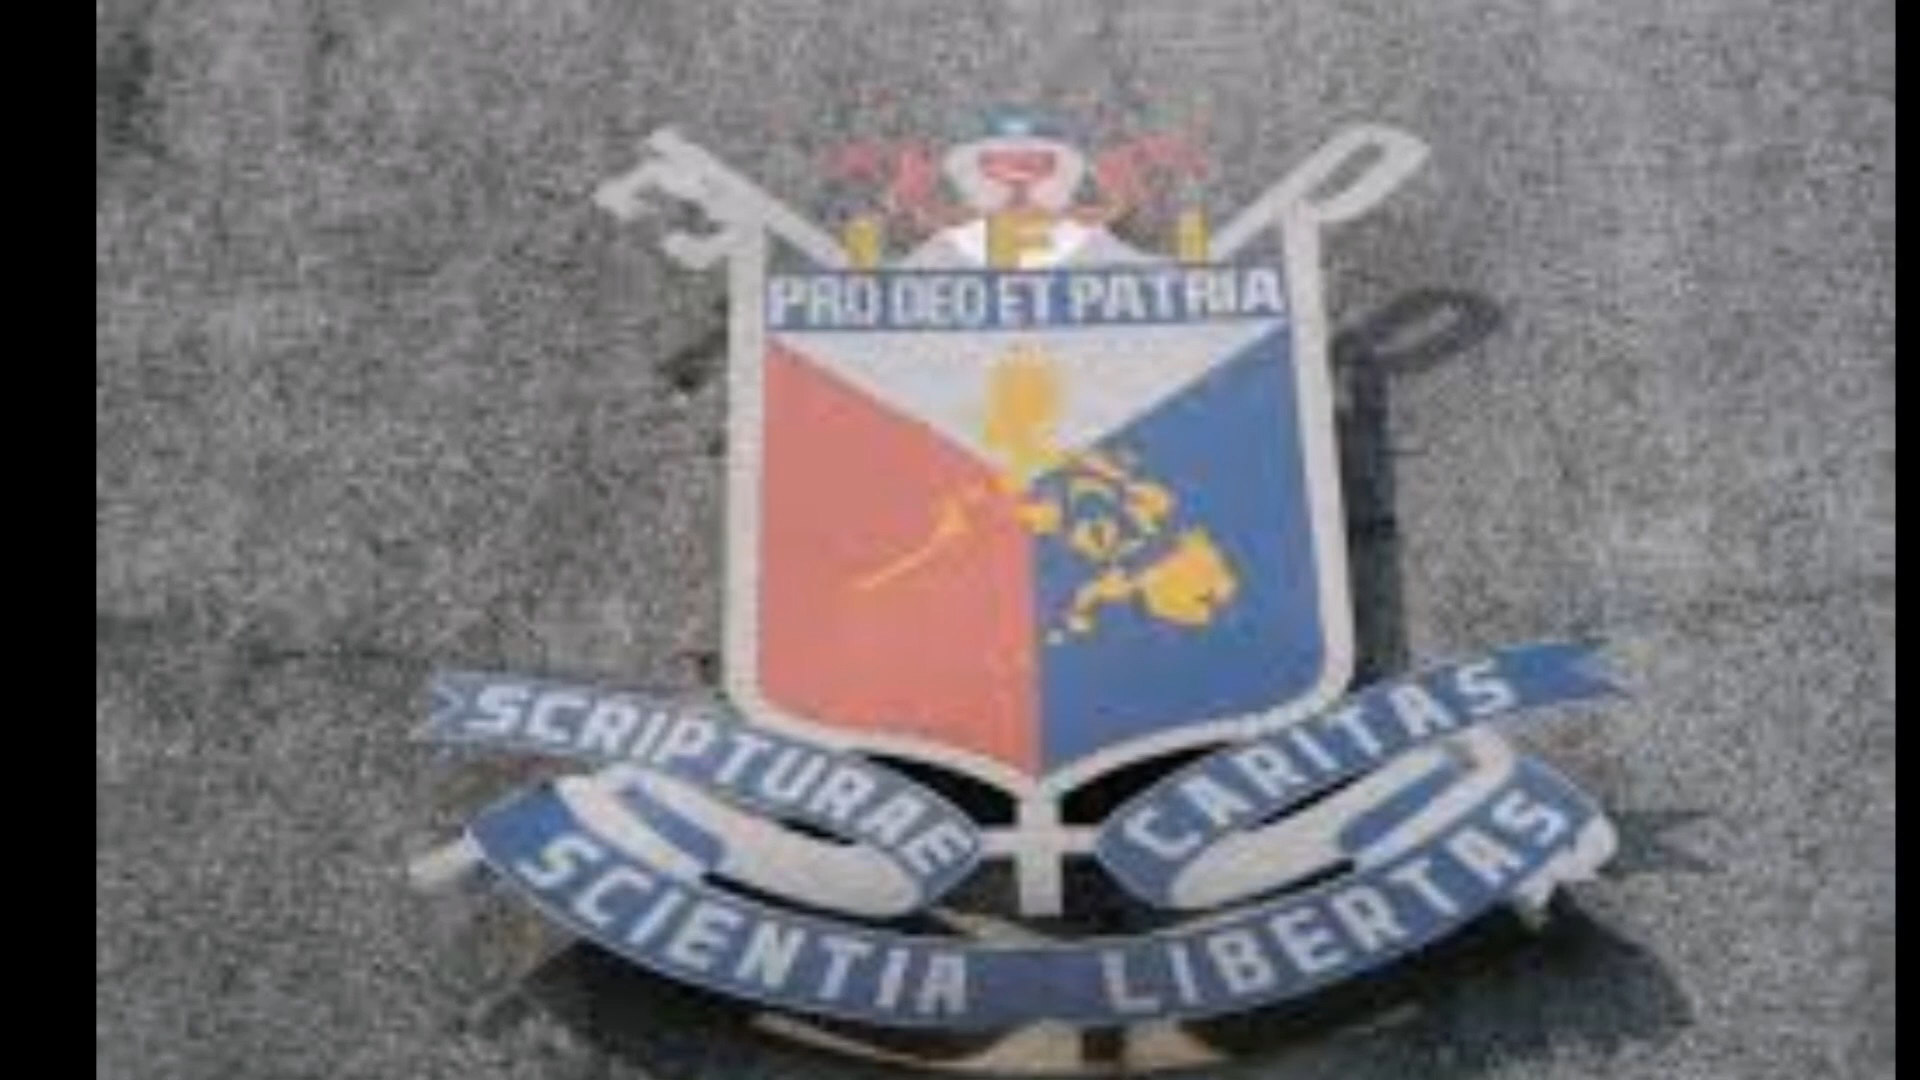 PRO DEO ET PATRIA
SCRIPTURAE
CARITAS
SCIENTIA LIBERTAS